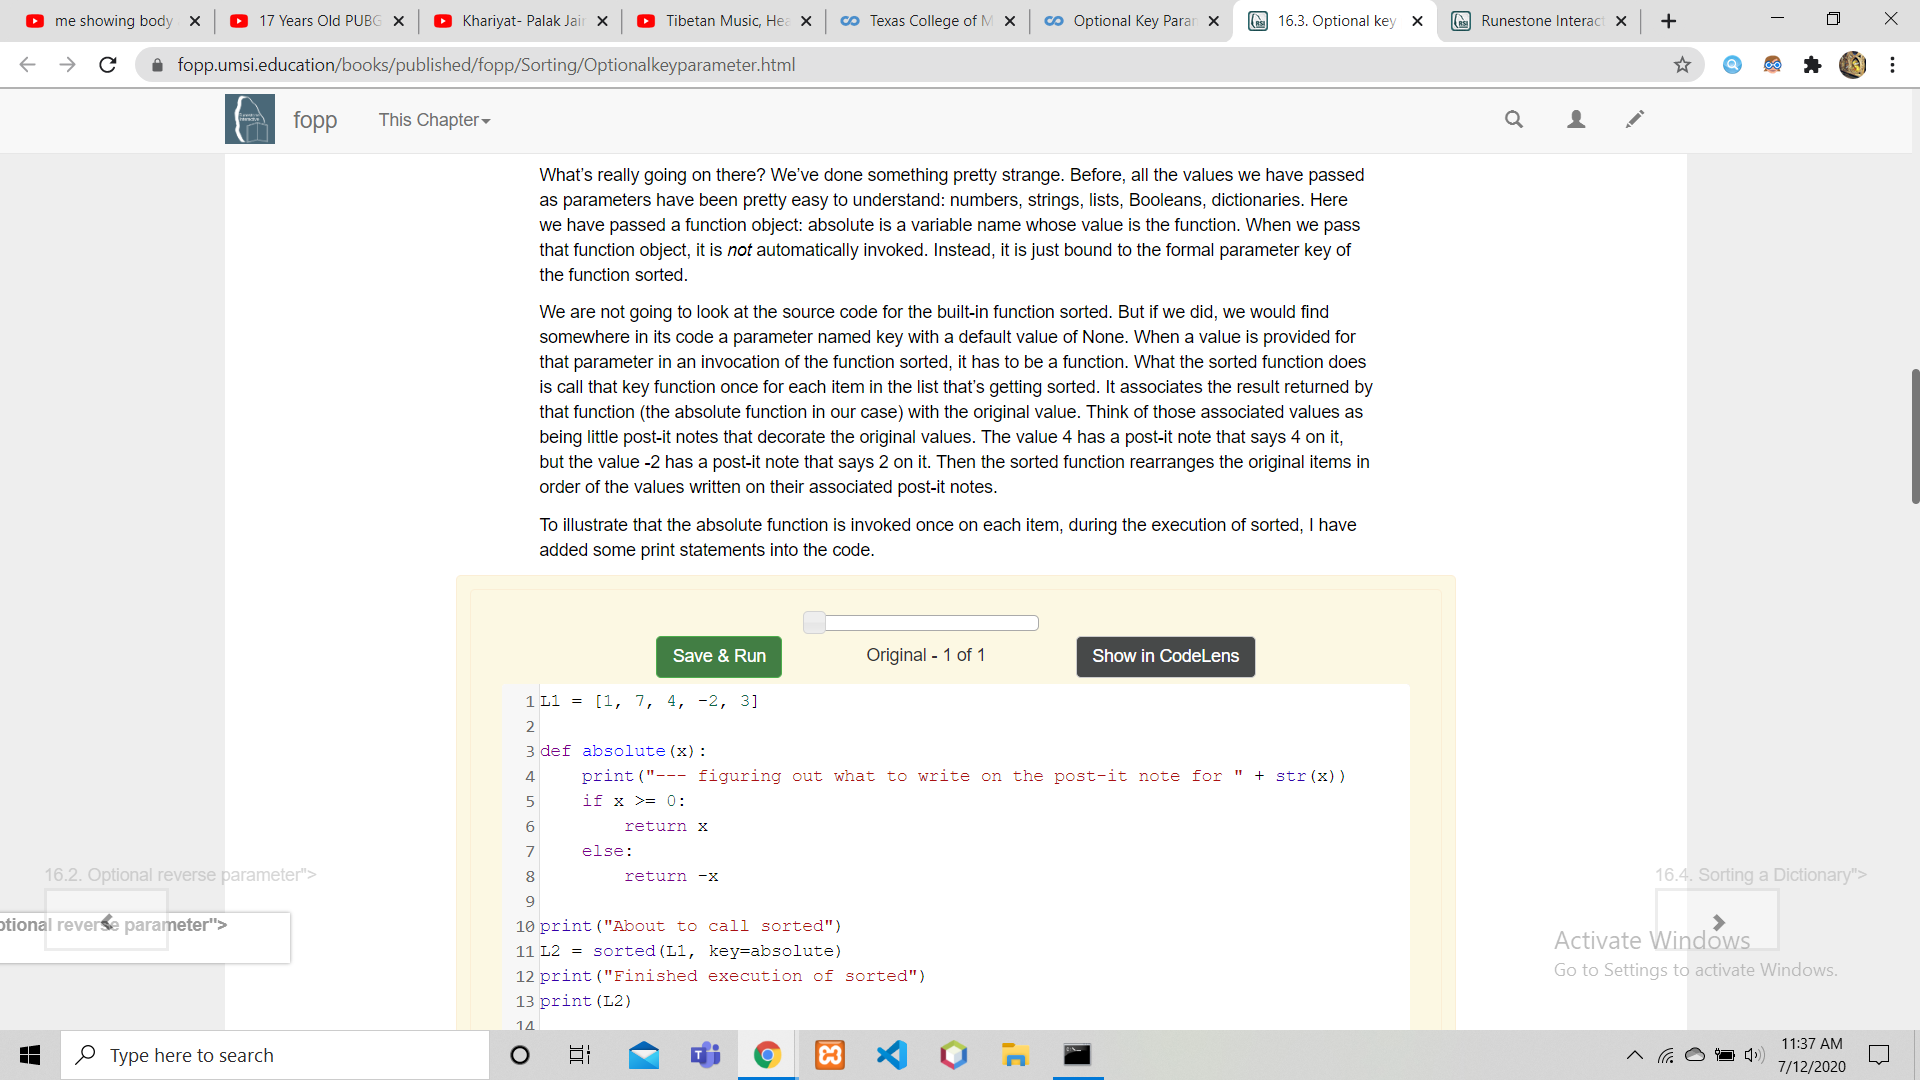 me showing body
17 Years Old PUBG
Khariyat- Palak Jain
Tibetan Music, Hea
Texas College of M
Optional Key Param
16.3. Optional key
Runestone Interact
fopp.umsi.education/books/published/fopp/Sorting/Optionalkeyparameter.html
fopp
This Chapter
What's really going on there? We've done something pretty strange. Before, all the values we have passed
as parameters have been pretty easy to understand: numbers, strings, lists, Booleans, dictionaries. Here
we have passed a function object: absolute is a variable name whose value is the function. When we pass
that function object, it is not automatically invoked. Instead, it is just bound to the formal parameter key of
the function sorted.
We are not going to look at the source code for the built-in function sorted. But if we did, we would find
somewhere in its code a parameter named key with a default value of None. When a value is provided for
that parameter in an invocation of the function sorted, it has to be a function. What the sorted function does
is call that key function once for each item in the list that's getting sorted. It associates the result returned by
that function (the absolute function in our case) with the original value. Think of those associated values as
being little post-it notes that decorate the original values. The value 4 has a post-it note that says 4 on it,
but the value -2 has a post-it note that says 2 on it. Then the sorted function rearranges the original items in
order of the values written on their associated post-it notes.
To illustrate that the absolute function is invoked once on each item, during the execution of sorted, I have
added some print statements into the code.
Save & Run
Original - 1 of 1
Show in CodeLens
1 L1 = [1, 7, 4, -2, 3]
2
3 def absolute(x):
4     print("--- figuring out what to write on the post-it note for " + str(x))
5     if x >= 0:
6         return x
7     else:
8         return -x
9
10 print("About to call sorted")
11 L2 = sorted(L1, key=absolute)
12 print("Finished execution of sorted")
13 print(L2)
14
16.2. Optional reverse parameter">
ptional reverse parameter">
16.4. Sorting a Dictionary">
Activate Windows
Go to Settings to activate Windows.
Type here to search
11:37 AM
7/12/2020